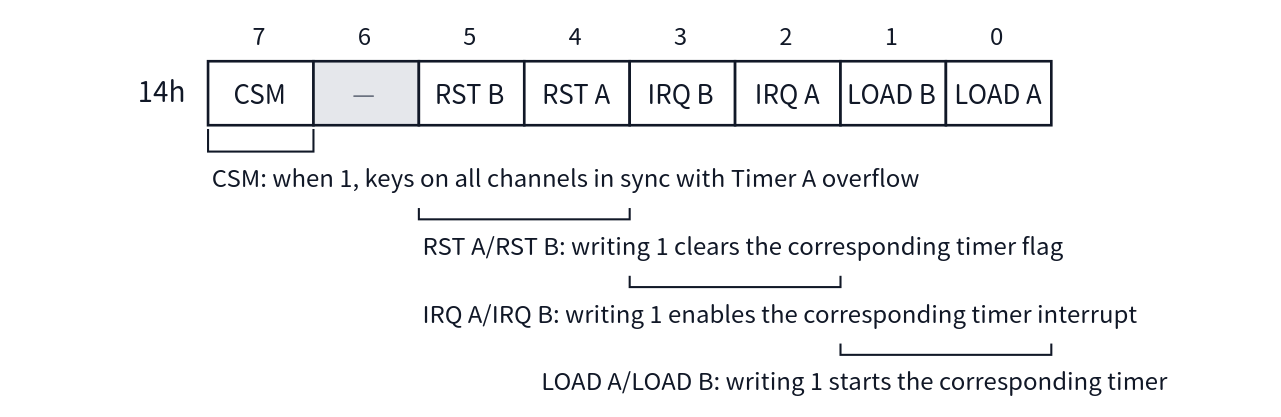 7 6 5 4 3 2 1 0
14h CSM — RST B RST A IRQ B IRQ A LOAD B LOAD A
CSM: when 1, keys on all channels in sync with Timer A overflow
RST A/RST B: writing 1 clears the corresponding timer flag
IRQ A/IRQ B: writing 1 enables the corresponding timer interrupt
LOAD A/LOAD B: writing 1 starts the corresponding timer